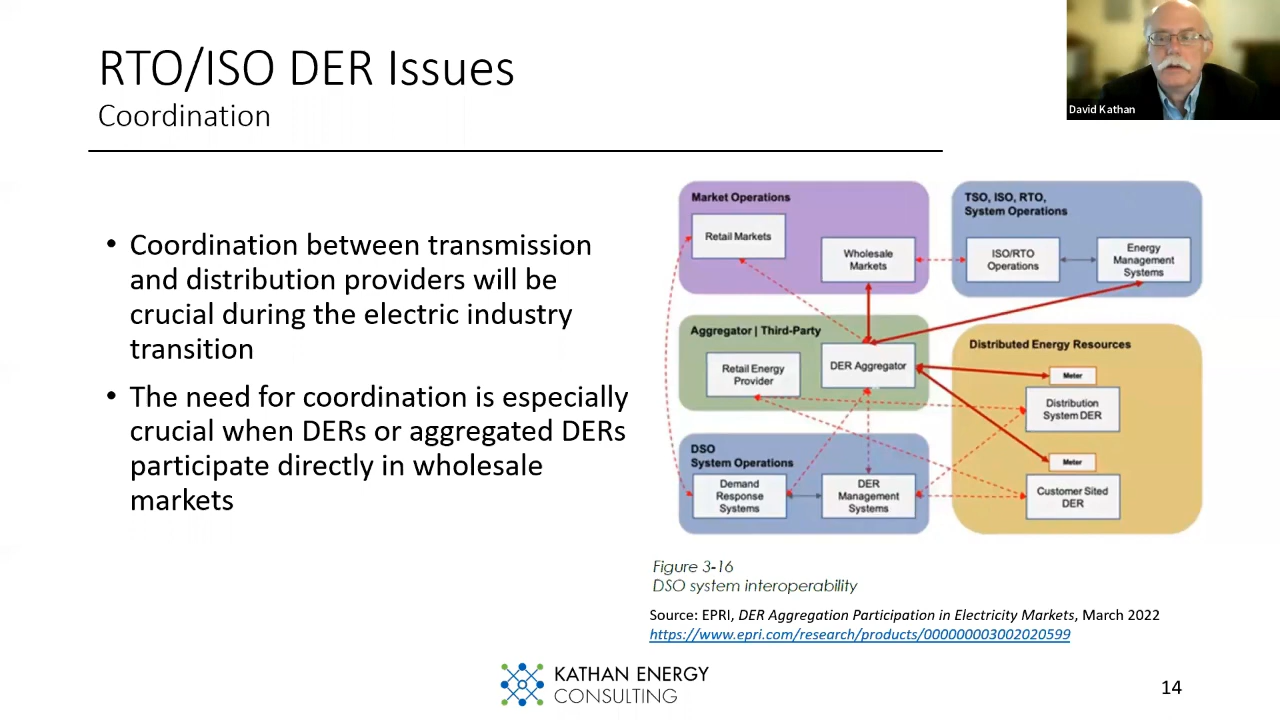 RTO/ISO DER Issues
Coordination
David Kathan
• Coordination between transmission
and distribution providers will be
crucial during the electric industry
transition
• The need for coordination is especially
crucial when DERs or aggregated DERs
participate directly in wholesale
markets
Market Operations
Retail Markets
Wholesale
Markets
TSO, ISO, RTO,
System Operations
ISO/RTO
Operations
Energy
Management
Systems
Aggregator | Third-Party
Retail Energy
Provider
DER Aggregator
Distributed Energy Resources
Meter
Distribution
System DER
Meter
Customer Sited
DER
DSO
System Operations
Demand
Response
Systems
DER
Management
Systems
Figure 3-16
DSO system interoperability
Source: EPRI, DER Aggregation Participation in Electricity Markets, March 2022
https://www.epri.com/research/products/000000003002020599
KATHAN ENERGY
CONSULTING
14